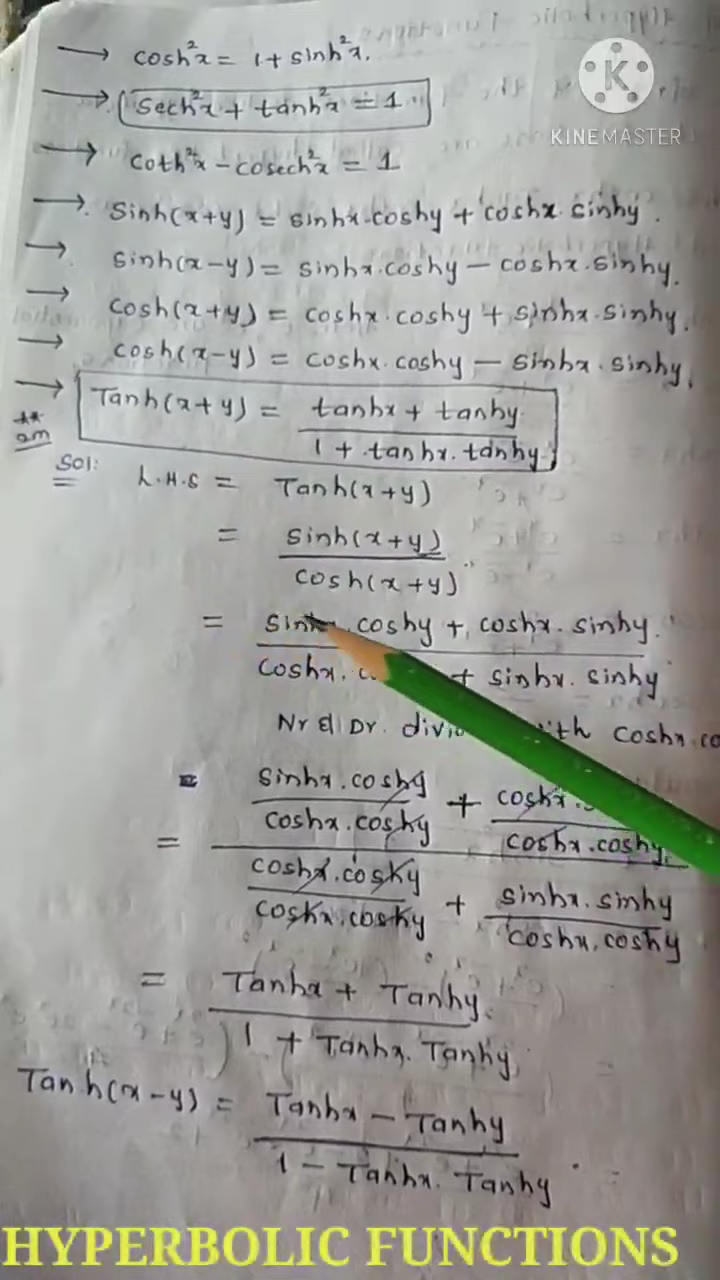 → cosh²x = 1 + sinh²x.
K
→ sech²x + tanh²x = 1
KINEMASTER
→ coth²x - cosech²x = 1
→ sinh(x+y) = sinhx.coshy + coshx.sinhy.
→ sinh(x-y) = sinhx.coshy - coshx.sinhy.
→ cosh(x+y) = coshx.coshy + sinhx.sinhy.
→ cosh(x-y) = coshx.coshy - sinhx.sinhy.
→ Tanh(x+y) = tanhx + tanhy
1 + tanhx.tanhy
**
Sol:
L.H.S = Tanh(x+y)
= sinh(x+y)
cosh(x+y)
= coshy + coshx.sinhy.
coshx. + sinhx.sinhy
Nr & Dr. with coshx.
= sinhx.coshy + coshx.
coshx.coshy coshx.coshy
coshx.coshy + sinhx.sinhy
coshx.coshy coshx.coshy
= Tanhx + Tanhy
1 + Tanhx.Tanhy
Tanh(x-y) = Tanhx - Tanhy
1 - Tanhx.Tanhy
HYPERBOLIC FUNCTIONS